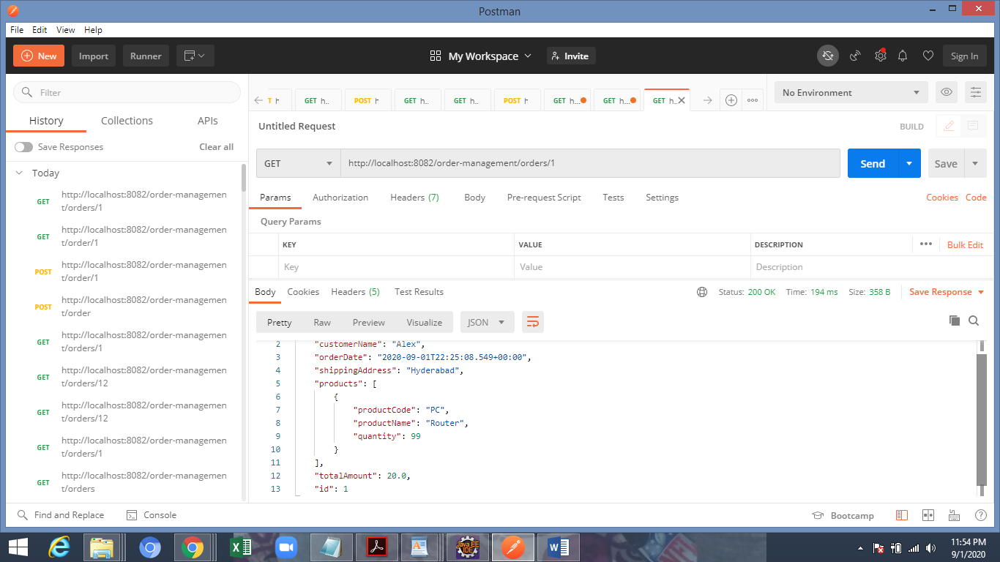 Postman
File Edit View Help
New Import Runner My Workspace Invite Sign In
Filter
History Collections APIs
Save Responses Clear all
Today
GET http://localhost:8082/order-managemen
t/orders/1
GET http://localhost:8082/order-managemen
t/order/1
POST http://localhost:8082/order-managemen
t/order/1
POST http://localhost:8082/order-managemen
t/order
GET http://localhost:8082/order-managemen
t/orders/1
GET http://localhost:8082/order-managemen
t/orders/12
GET http://localhost:8082/order-managemen
t/orders/12
GET http://localhost:8082/order-managemen
t/orders/1
GET http://localhost:8082/order-managemen
t/orders
T h GET h.. POST h GET h.. GET h.. POST h GET h... GET h... GET h..
No Environment
Untitled Request BUILD
GET http://localhost:8082/order-management/orders/1 Send Save
Params Authorization Headers (7) Body Pre-request Script Tests Settings Cookies Code
Query Params
KEY VALUE DESCRIPTION ••• Bulk Edit
Key Value Description
Body Cookies Headers (5) Test Results Status: 200 OK Time: 194 ms Size: 358 B Save Response
Pretty Raw Preview Visualize JSON
2 "customerName": "Alex",
3 "orderDate": "2020-09-01T22:25:08.549+00:00",
4 "shippingAddress": "Hyderabad",
5 "products": [
6 {
7 "productCode": "PC",
8 "productName": "Router",
9 "quantity": 99
10 }
11 ],
12 "totalAmount": 20.0,
13 "id": 1
Find and Replace Console Bootcamp
Java EE
IDE
11:54 PM
9/1/2020